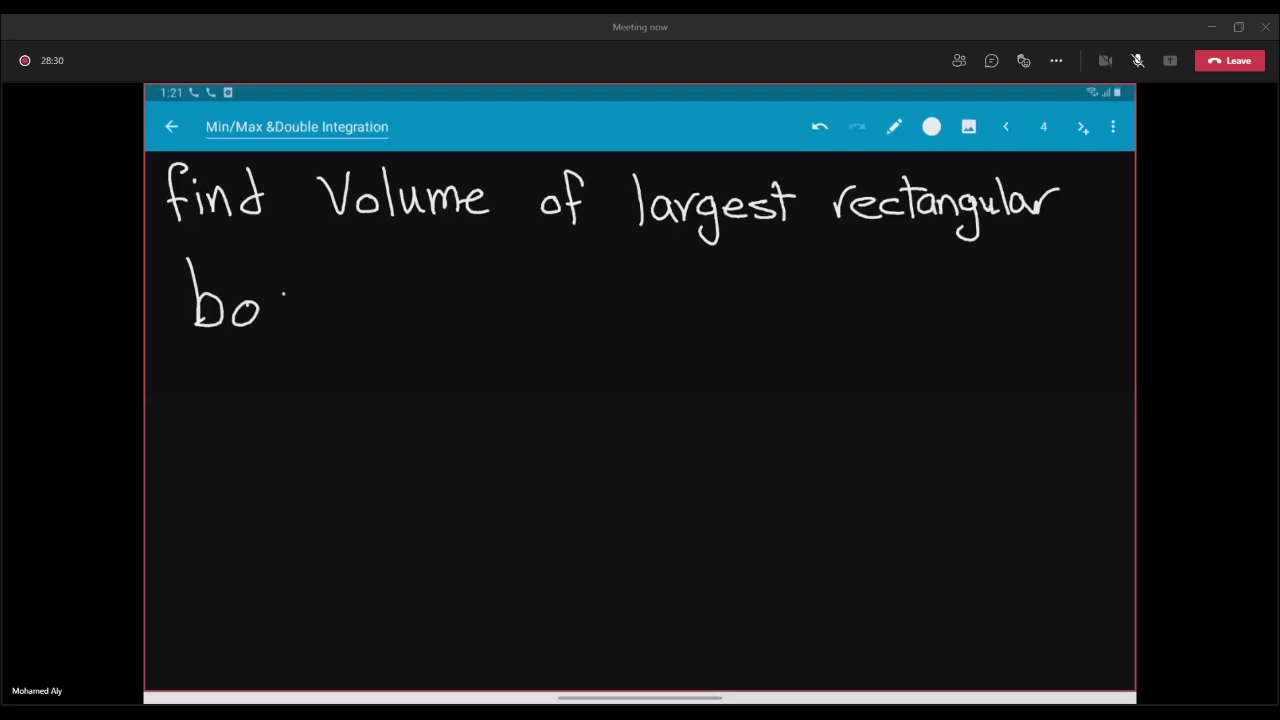 Meeting now
28:30
Leave
1:21
Min/Max &Double Integration
4
find Volume of largest rectangular
bo
Mohamed Aly